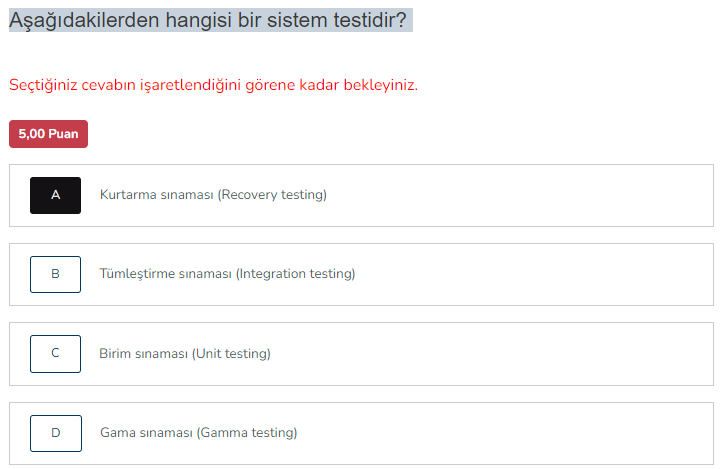 Aşağıdakilerden hangisi bir sistem testidir?
Seçtiğiniz cevabın işaretlendiğini görene kadar bekleyiniz.
5,00 Puan
A Kurtarma sınaması (Recovery testing)
B Tümleştirme sınaması (Integration testing)
C Birim sınaması (Unit testing)
D Gama sınaması (Gamma testing)